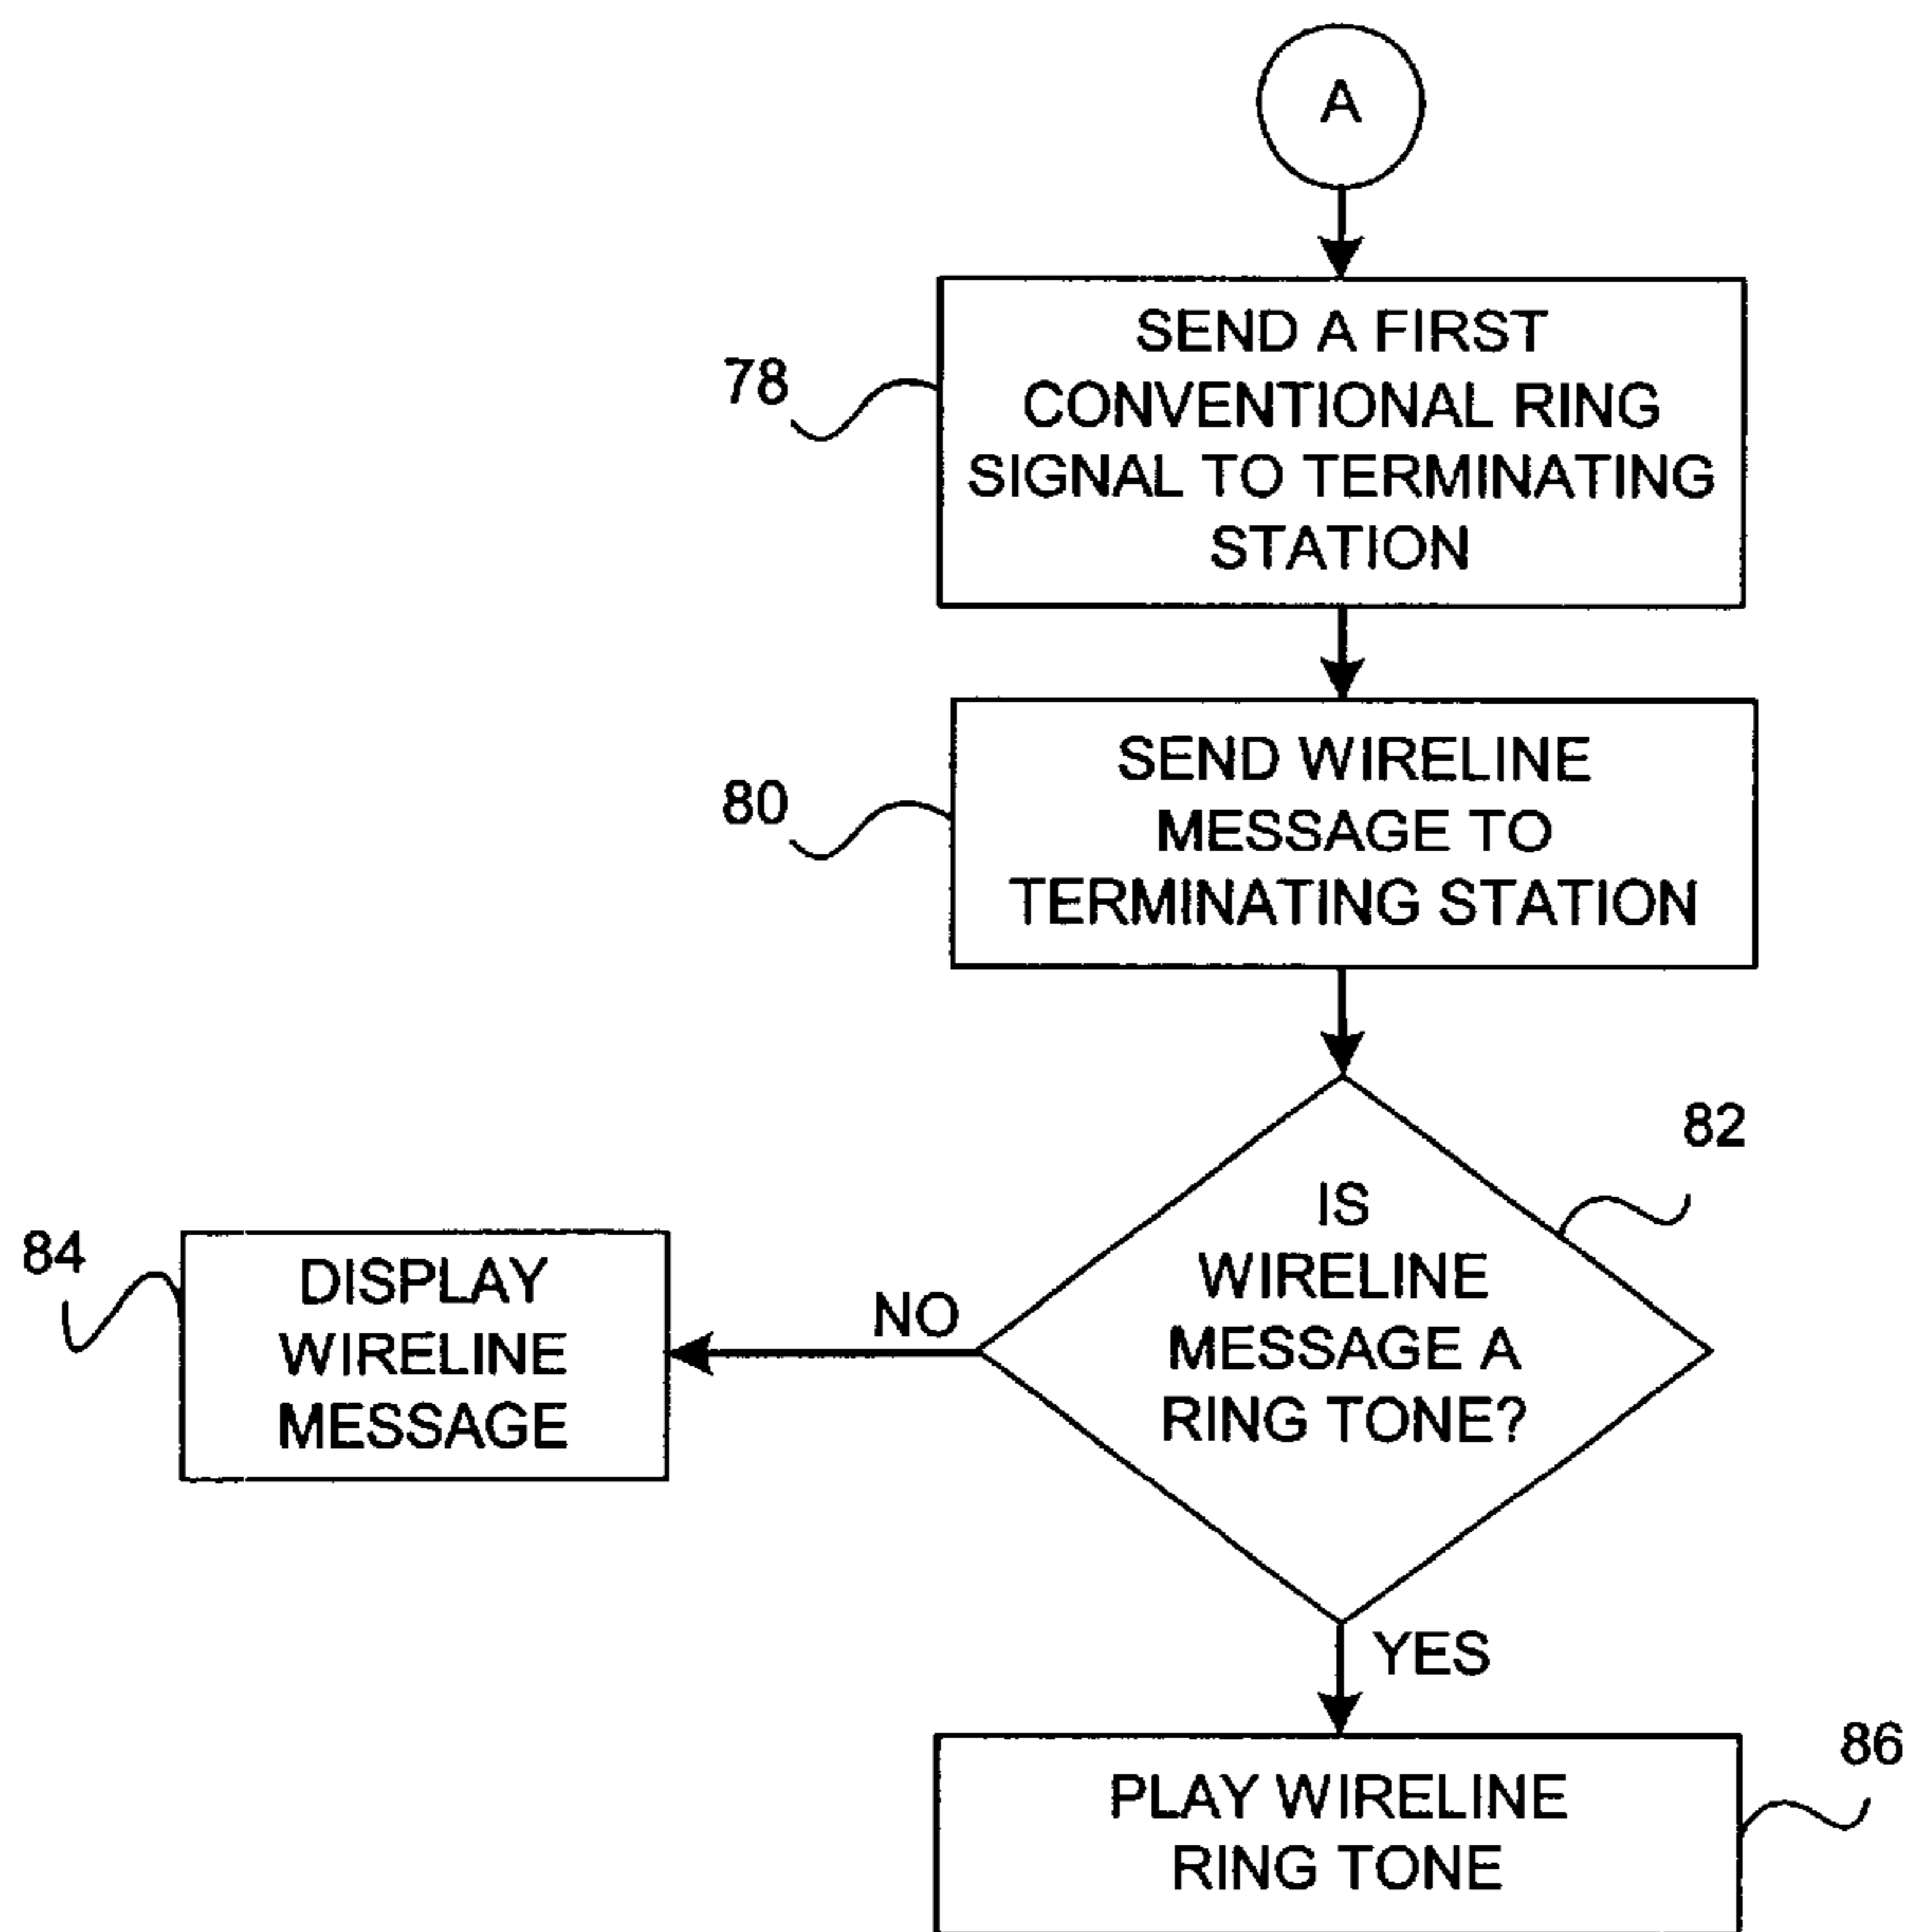 A
78
SEND A FIRST
CONVENTIONAL RING
SIGNAL TO TERMINATING
STATION
80
SEND WIRELINE
MESSAGE TO
TERMINATING STATION
82
IS
WIRELINE
MESSAGE A
RING TONE?
NO
84
DISPLAY
WIRELINE
MESSAGE
YES
86
PLAY WIRELINE
RING TONE